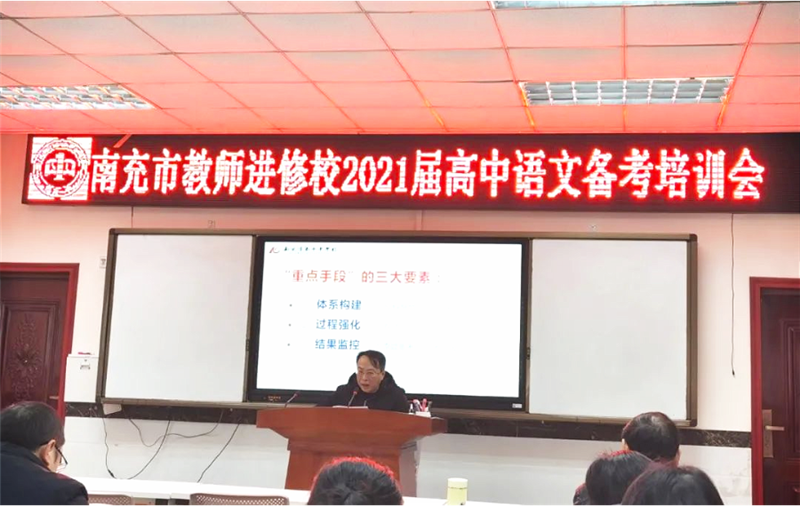 南充市教师进修校2021届高中语文备考培训会
“重点手段”的三大要素：
• 体系构建
• 过程强化
• 结果监控